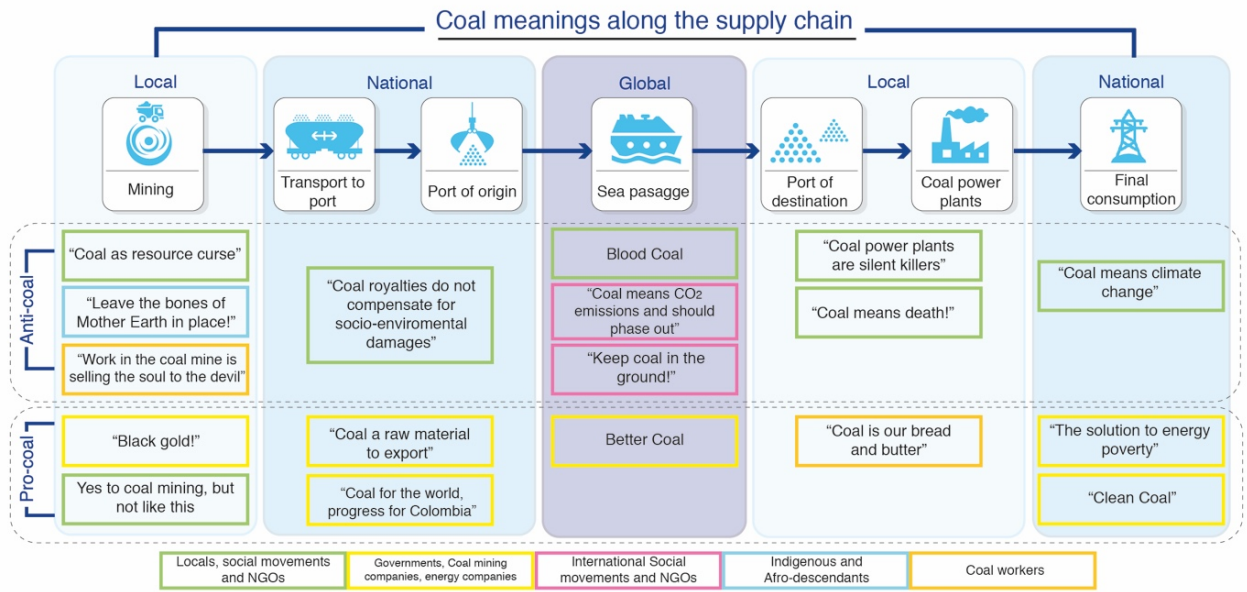 Coal meanings along the supply chain
Local
National
Global
Local
National
Mining
Transport to
port
Port of origin
Sea pasagge
Port of
destination
Coal power
plants
Final
consumption
Anti-coal
“Coal as resource curse”
“Leave the bones of
Mother Earth in place!”
“Work in the coal mine is
selling the soul to the devil”
“Coal royalties do not
compensate for
socio-enviromental
damages”
Blood Coal
“Coal means CO2
emissions and should
phase out”
“Keep coal in the
ground!”
“Coal power plants
are silent killers”
“Coal means death!”
“Coal means climate
change”
Pro-coal
“Black gold!”
Yes to coal mining, but
not like this
“Coal a raw material
to export”
“Coal for the world,
progress for Colombia”
Better Coal
“Coal is our bread
and butter”
“The solution to energy
poverty”
“Clean Coal”
Locals, social movements
and NGOs
Governments, Coal mining
companies, energy companies
International Social
movements and NGOs
Indigenous and
Afro-descendants
Coal workers